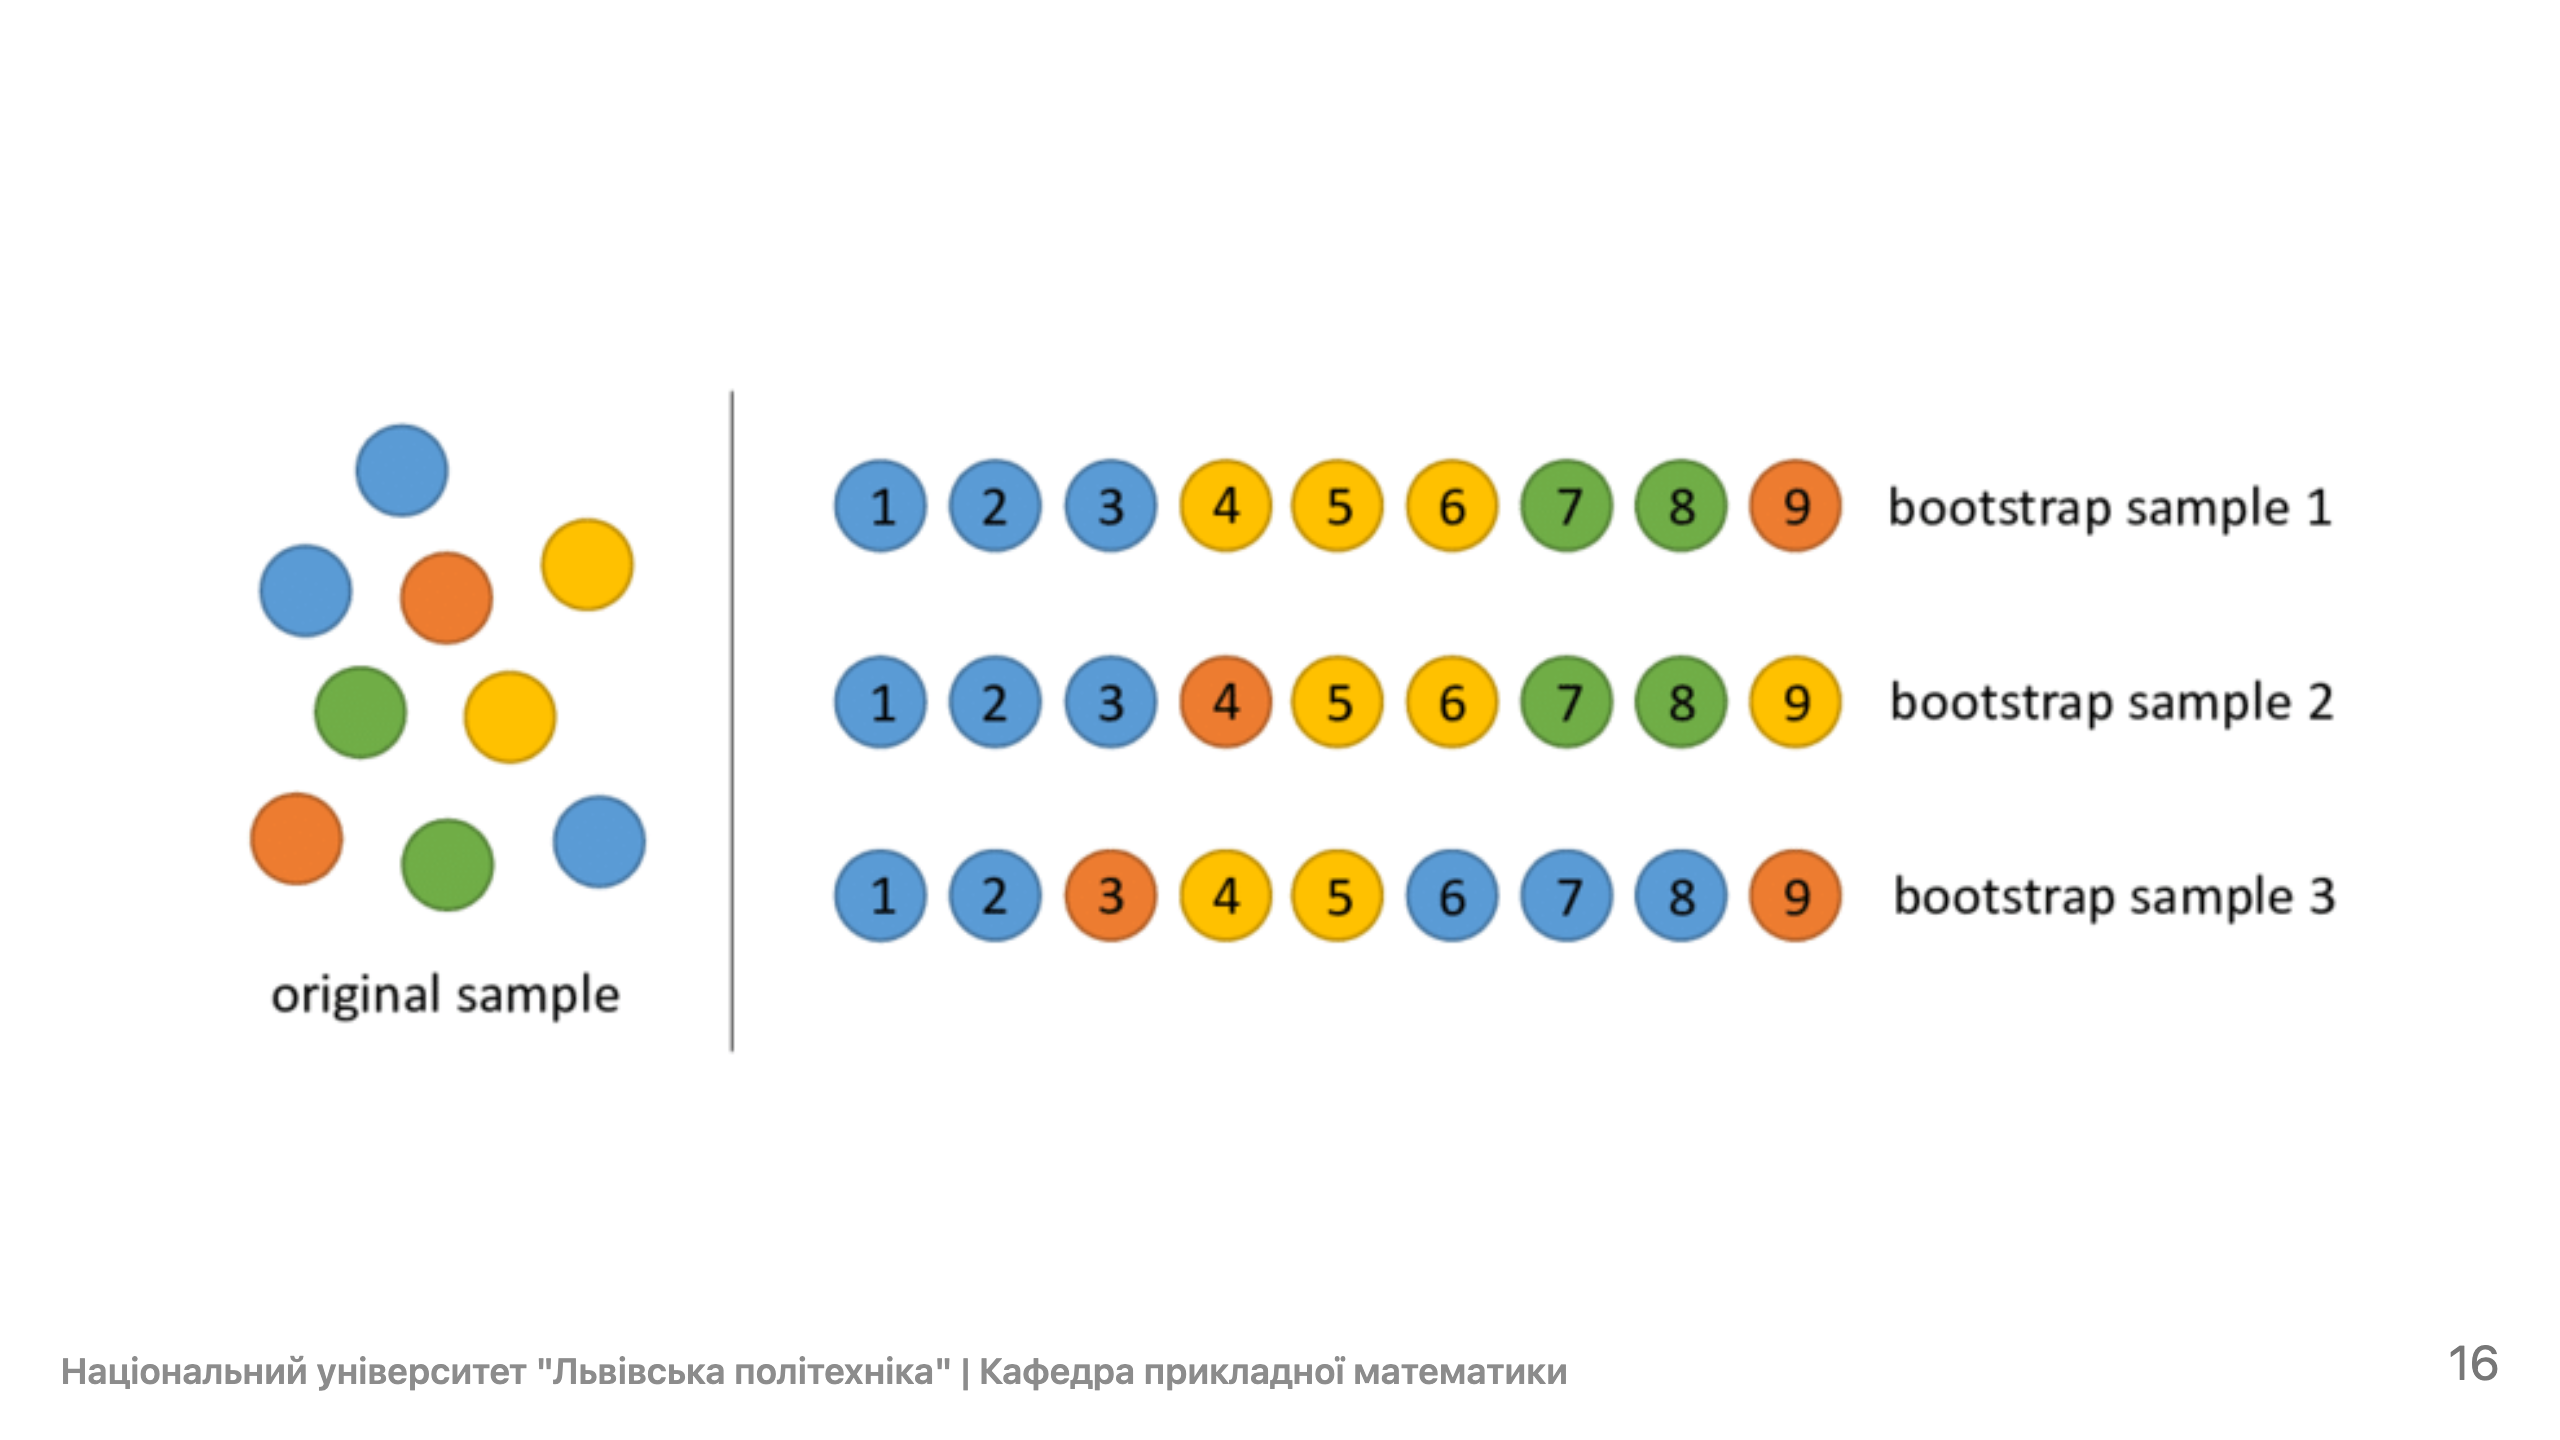 1 2 3 4 5 6 7 8 9 bootstrap sample 1
1 2 3 4 5 6 7 8 9 bootstrap sample 2
1 2 3 4 5 6 7 8 9 bootstrap sample 3
original sample
Національний університет "Львівська політехніка" | Кафедра прикладної математики
16